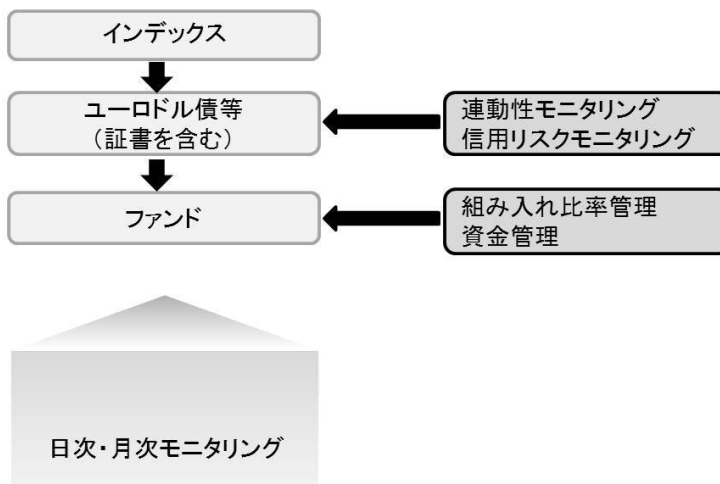 インデックス
ユーロドル債等
（証書を含む）
連動性モニタリング
信用リスクモニタリング
ファンド
組み入れ比率管理
資金管理
日次・月次モニタリング